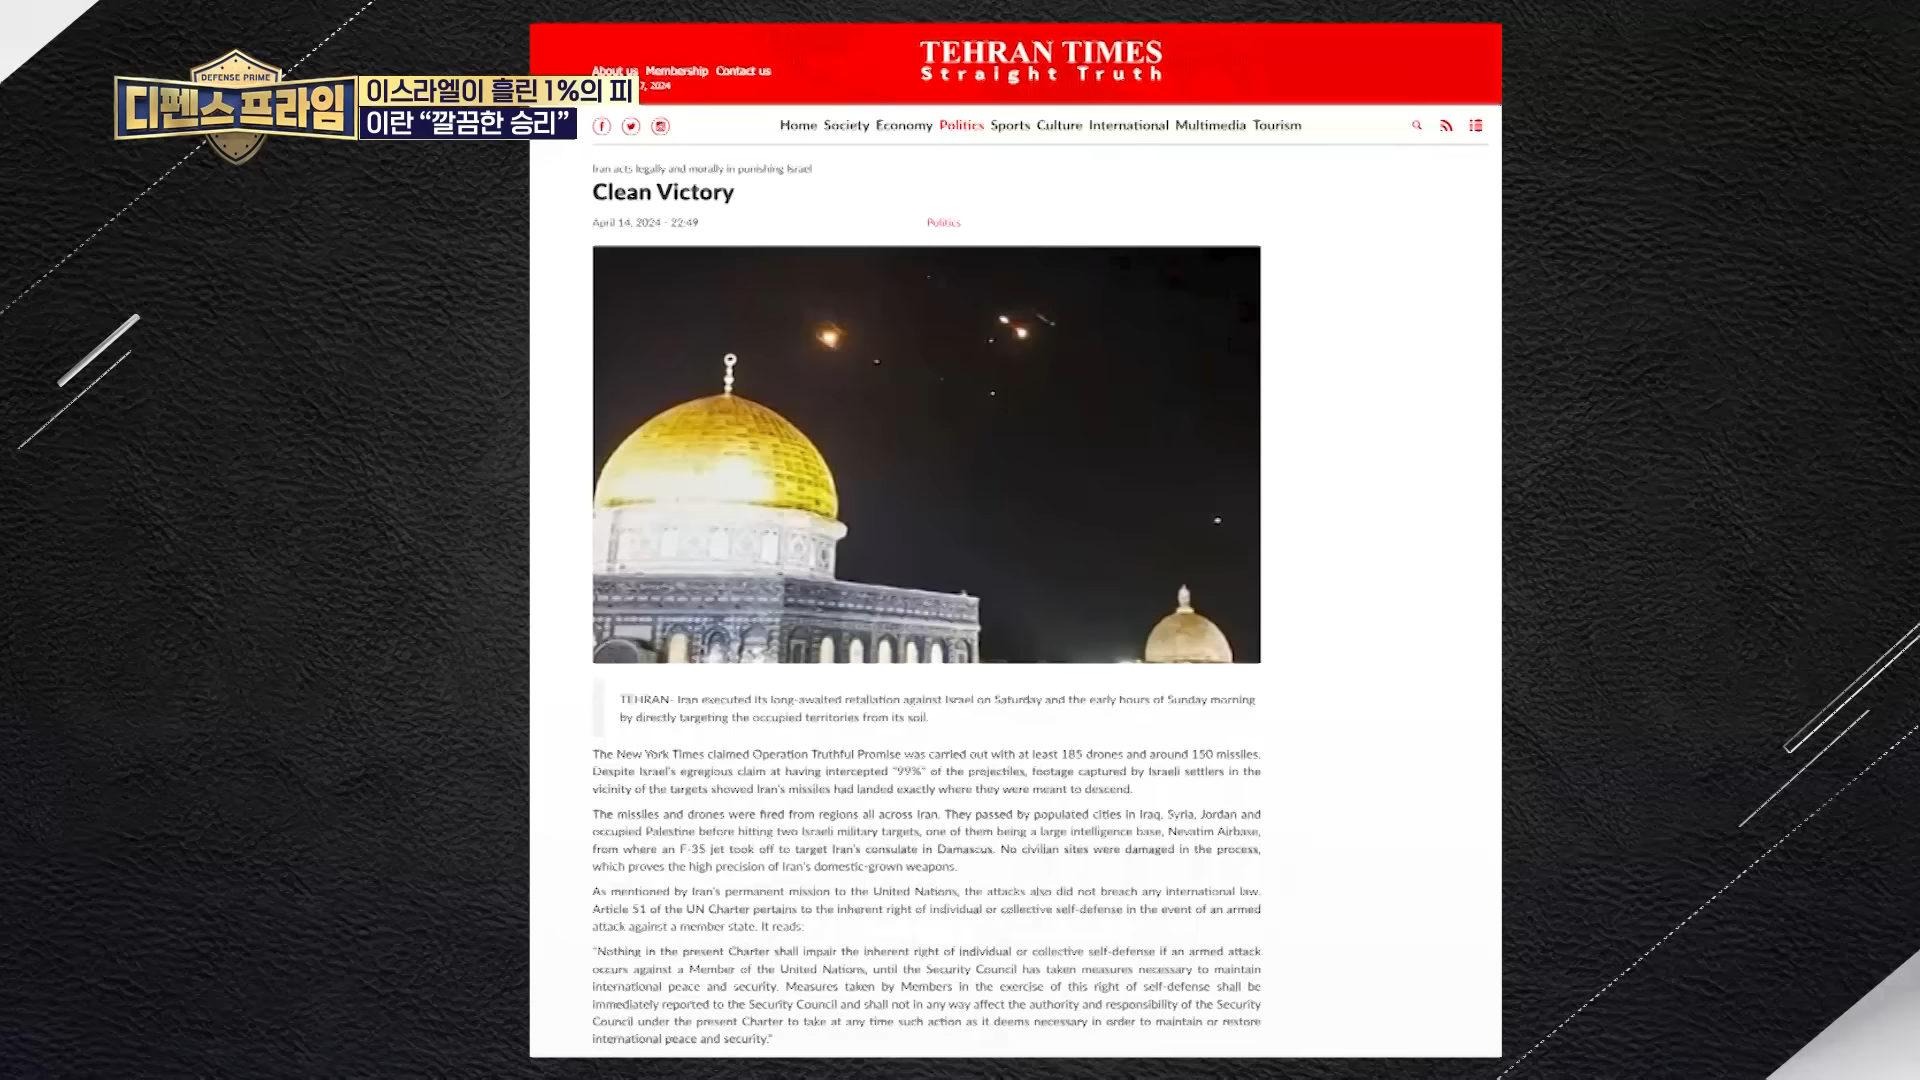 DEFENSE PRIME
디펜스프라임
이스라엘이 흘린 1%의 피
이란 “깔끔한 승리”
TEHRAN TIMES
Straight Truth
About us Membership Contact us
7, 2024
Home Society Economy Politics Sports Culture International Multimedia Tourism
Iran acts legally and morally in punishing Israel
Clean Victory
April 14, 2024 - 22:49
Politics
TEHRAN- Iran executed its long-awaited retaliation against Israel on Saturday and the early hours of Sunday morning
by directly targeting the occupied territories from its soil.
The New York Times claimed Operation Truthful Promise was carried out with at least 185 drones and around 150 missiles.
Despite Israel's egregious claim at having intercepted "99%" of the projectiles, footage captured by Israeli settlers in the
vicinity of the targets showed Iran's missiles had landed exactly where they were meant to descend.
The missiles and drones were fired from regions all across Iran. They passed by populated cities in Iraq, Syria, Jordan and
occupied Palestine before hitting two Israeli military targets, one of them being a large intelligence base, Nevatim Airbase,
from where an F-35 jet took off to target Iran's consulate in Damascus. No civilian sites were damaged in the process,
which proves the high precision of Iran's domestic-grown weapons.
As mentioned by Iran's permanent mission to the United Nations, the attacks also did not breach any international law.
Article 51 of the UN Charter pertains to the inherent right of individual or collective self-defense in the event of an armed
attack against a member state. It reads:
"Nothing in the present Charter shall impair the inherent right of individual or collective self-defense if an armed attack
occurs against a Member of the United Nations, until the Security Council has taken measures necessary to maintain
international peace and security. Measures taken by Members in the exercise of this right of self-defense shall be
immediately reported to the Security Council and shall not in any way affect the authority and responsibility of the Security
Council under the present Charter to take at any time such action as it deems necessary in order to maintain or restore
international peace and security."